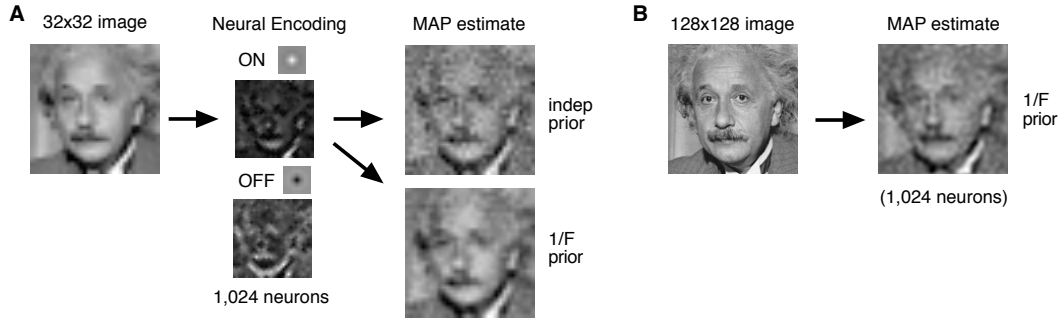 A
32x32 image
Neural Encoding
MAP estimate
ON
OFF
1,024 neurons
indep
prior
1/F
prior
B
128x128 image
MAP estimate
1/F
prior
(1,024 neurons)